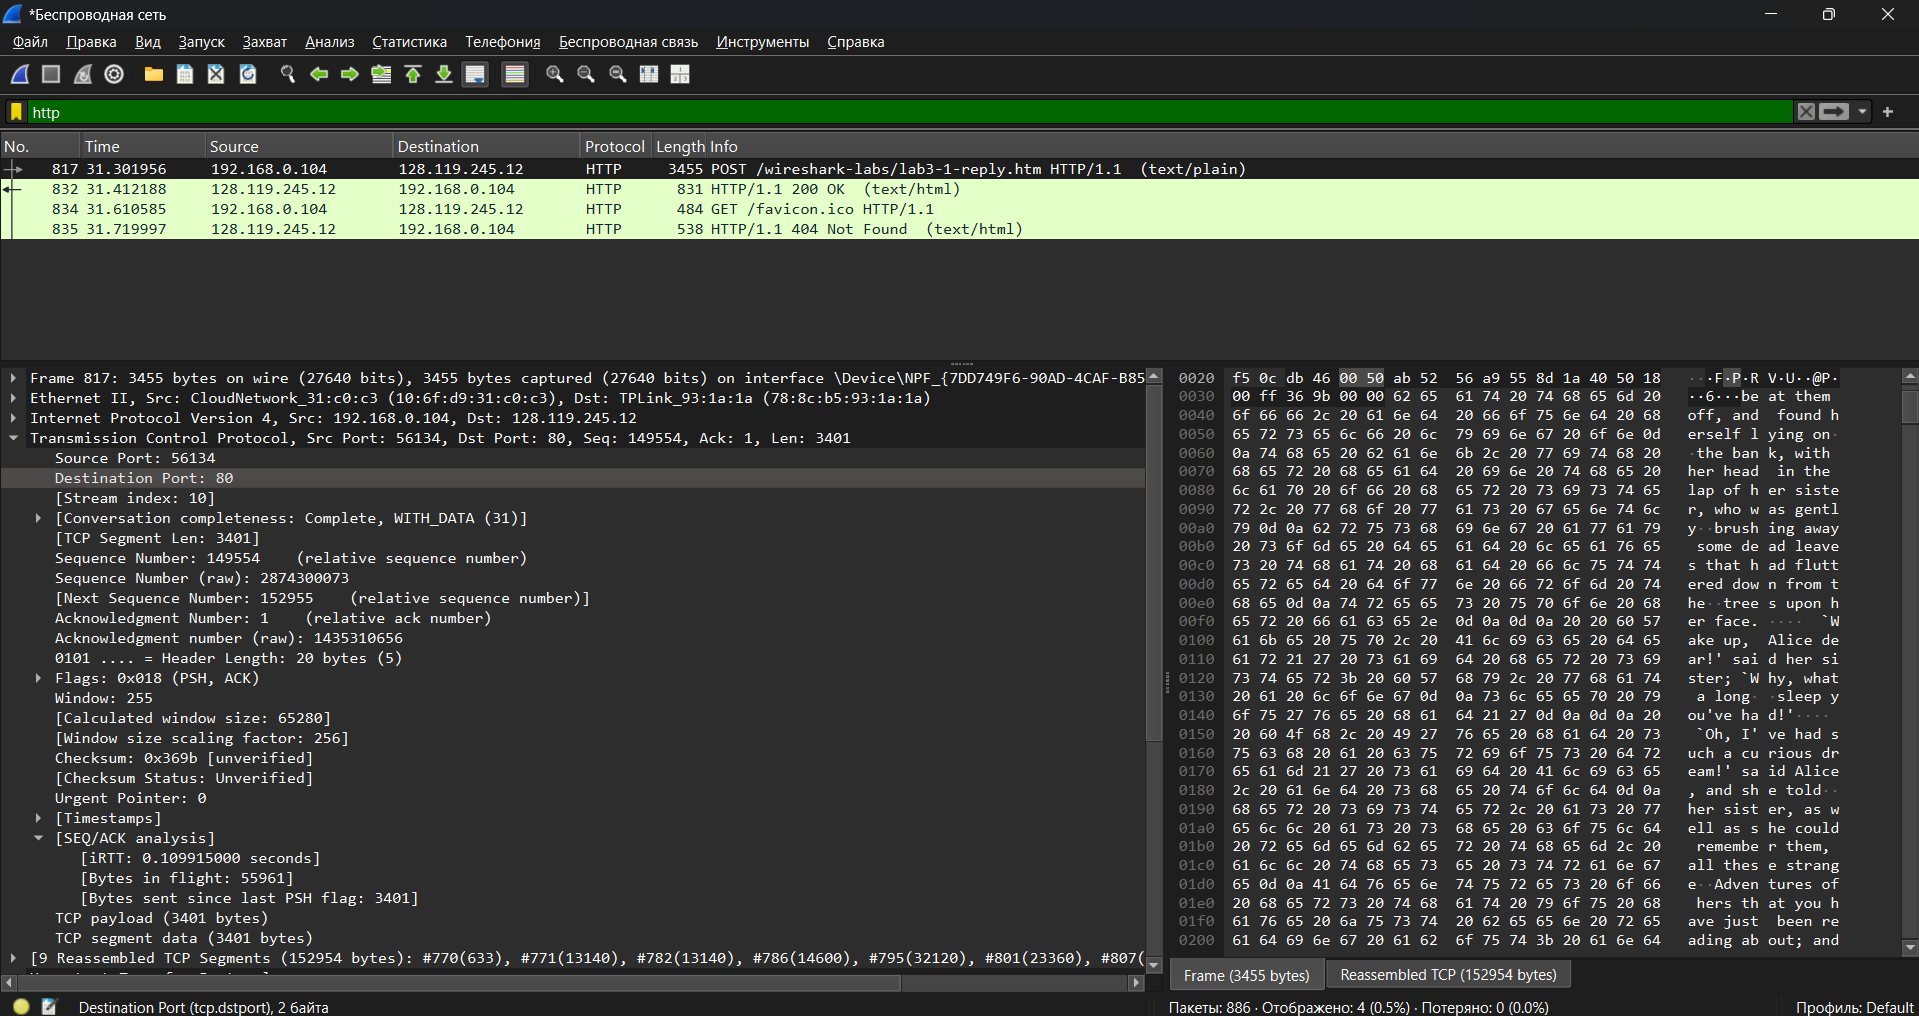 *Беспроводная сеть
Файл Правка Вид Запуск Захват Анализ Статистика Телефония Беспроводная связь Инструменты Справка
http
No. Time Source Destination Protocol Length Info
817 31.301956 192.168.0.104 128.119.245.12 HTTP 3455 POST /wireshark-labs/lab3-1-reply.htm HTTP/1.1 (text/plain)
832 31.412188 128.119.245.12 192.168.0.104 HTTP 831 HTTP/1.1 200 OK (text/html)
834 31.610585 192.168.0.104 128.119.245.12 HTTP 484 GET /favicon.ico HTTP/1.1
835 31.719997 128.119.245.12 192.168.0.104 HTTP 538 HTTP/1.1 404 Not Found (text/html)
Frame 817: 3455 bytes on wire (27640 bits), 3455 bytes captured (27640 bits) on interface \Device\NPF_{7DD749F6-90AD-4CAF-B85
Ethernet II, Src: CloudNetwork_31:c0:c3 (10:6f:d9:31:c0:c3), Dst: TPLink_93:1a:1a (78:8c:b5:93:1a:1a)
Internet Protocol Version 4, Src: 192.168.0.104, Dst: 128.119.245.12
Transmission Control Protocol, Src Port: 56134, Dst Port: 80, Seq: 149554, Ack: 1, Len: 3401
Source Port: 56134
Destination Port: 80
[Stream index: 10]
[Conversation completeness: Complete, WITH_DATA (31)]
[TCP Segment Len: 3401]
Sequence Number: 149554 (relative sequence number)
Sequence Number (raw): 2874300073
[Next Sequence Number: 152955 (relative sequence number)]
Acknowledgment Number: 1 (relative ack number)
Acknowledgment number (raw): 1435310656
0101 .... = Header Length: 20 bytes (5)
Flags: 0x018 (PSH, ACK)
Window: 255
[Calculated window size: 65280]
[Window size scaling factor: 256]
Checksum: 0x369b [unverified]
[Checksum Status: Unverified]
Urgent Pointer: 0
[Timestamps]
[SEQ/ACK analysis]
[iRTT: 0.109915000 seconds]
[Bytes in flight: 55961]
[Bytes sent since last PSH flag: 3401]
TCP payload (3401 bytes)
TCP segment data (3401 bytes)
[9 Reassembled TCP Segments (152954 bytes): #770(633), #771(13140), #782(13140), #786(14600), #795(32120), #801(23360), #807(
0020 f5 0c db 46 00 50 ab 52 56 a9 55 8d 1a 40 50 18 ···F·P·R V·U··@P·
0030 00 ff 36 9b 00 00 62 65 61 74 20 74 68 65 6d 20 ··6···be at them
0040 6f 66 66 2c 20 61 6e 64 20 66 6f 75 6e 64 20 68 off, and found h
0050 65 72 73 65 6c 66 20 6c 79 69 6e 67 20 6f 6e 0d erself l ying on·
0060 0a 74 68 65 20 62 61 6e 6b 2c 20 77 69 74 68 20 ·the ban k, with
0070 68 65 72 20 68 65 61 64 20 69 6e 20 74 68 65 20 her head in the
0080 6c 61 70 20 6f 66 20 68 65 72 20 73 69 73 74 65 lap of h er siste
0090 72 2c 20 77 68 6f 20 77 61 73 20 67 65 6e 74 6c r, who w as gentl
00a0 79 0d 0a 62 72 75 73 68 69 6e 67 20 61 77 61 79 y··brush ing away
00b0 20 73 6f 6d 65 20 64 65 61 64 20 6c 65 61 76 65 some de ad leave
00c0 73 20 74 68 61 74 20 68 61 64 20 66 6c 75 74 74 s that h ad flutt
00d0 65 72 65 64 20 64 6f 77 6e 20 66 72 6f 6d 20 74 ered dow n from t
00e0 68 65 0d 0a 74 72 65 65 73 20 75 70 6f 6e 20 68 he··tree s upon h
00f0 65 72 20 66 61 63 65 2e 0d 0a 0d 0a 20 20 60 57 er face. ···· `W
0100 61 6b 65 20 75 70 2c 20 41 6c 69 63 65 20 64 65 ake up, Alice de
0110 61 72 21 27 20 73 61 69 64 20 68 65 72 20 73 69 ar!' sai d her si
0120 73 74 65 72 3b 20 60 57 68 79 2c 20 77 68 61 74 ster; `W hy, what
0130 20 61 20 6c 6f 6e 67 0d 0a 73 6c 65 65 70 20 79 a long· ·sleep y
0140 6f 75 27 76 65 20 68 61 64 21 27 0d 0a 0d 0a 20 ou've ha d!'····
0150 20 60 4f 68 2c 20 49 27 76 65 20 68 61 64 20 73 `Oh, I' ve had s
0160 75 63 68 20 61 20 63 75 72 69 6f 75 73 20 64 72 uch a cu rious dr
0170 65 61 6d 21 27 20 73 61 69 64 20 41 6c 69 63 65 eam!' sa id Alice
0180 2c 20 61 6e 64 20 73 68 65 20 74 6f 6c 64 0d 0a , and sh e told··
0190 68 65 72 20 73 69 73 74 65 72 2c 20 61 73 20 77 her sist er, as w
01a0 65 6c 6c 20 61 73 20 73 68 65 20 63 6f 75 6c 64 ell as s he could
01b0 20 72 65 6d 65 6d 62 65 72 20 74 68 65 6d 2c 20 remembe r them,
01c0 61 6c 6c 20 74 68 65 73 65 20 73 74 72 61 6e 67 all thes e strang
01d0 65 0d 0a 41 64 76 65 6e 74 75 72 65 73 20 6f 66 e··Adven tures of
01e0 20 68 65 72 73 20 74 68 61 74 20 79 6f 75 20 68 hers th at you h
01f0 61 76 65 20 6a 75 73 74 20 62 65 65 6e 20 72 65 ave just been re
0200 61 64 69 6e 67 20 61 62 6f 75 74 3b 20 61 6e 64 ading ab out; and
Frame (3455 bytes) Reassembled TCP (152954 bytes)
Destination Port (tcp.dstport), 2 байта
Пакеты: 886 · Отображено: 4 (0.5%) · Потеряно: 0 (0.0%)
Профиль: Default